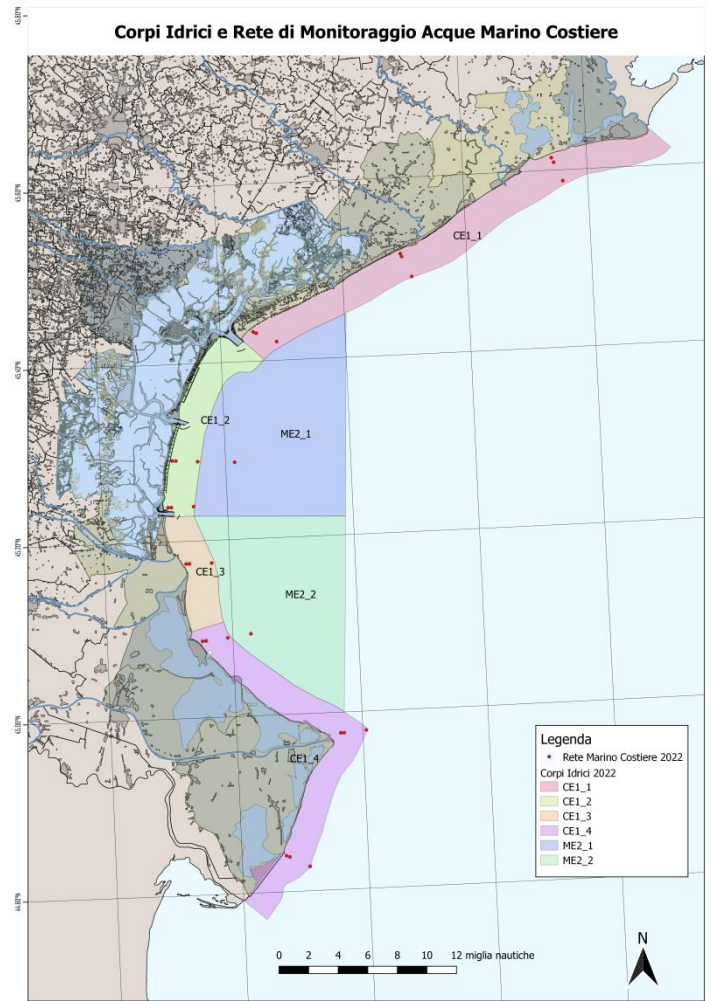 Corpi Idrici e Rete di Monitoraggio Acque Marino Costiere
CE1_1
CE1_2
ME2_1
CE1_3
ME2_2
CE1_4
Legenda
Rete Marino Costiere 2022
Corpi Idrici 2022
CE1_1
CE1_2
CE1_3
CE1_4
ME2_1
ME2_2
N
0 2 4 6 8 10 12 miglia nautiche